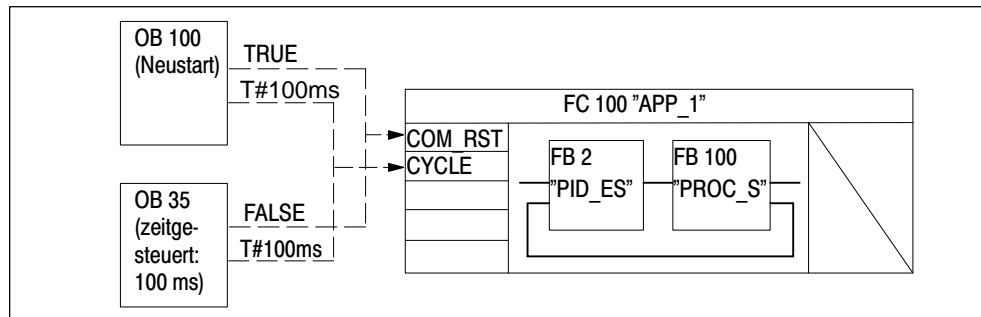 OB 100
(Neustart)
TRUE
T#100ms
OB 35
(zeitge-
steuert:
100 ms)
FALSE
T#100ms
FC 100 ”APP_1”
COM_RST
CYCLE
FB 2
”PID_ES”
FB 100
”PROC_S”